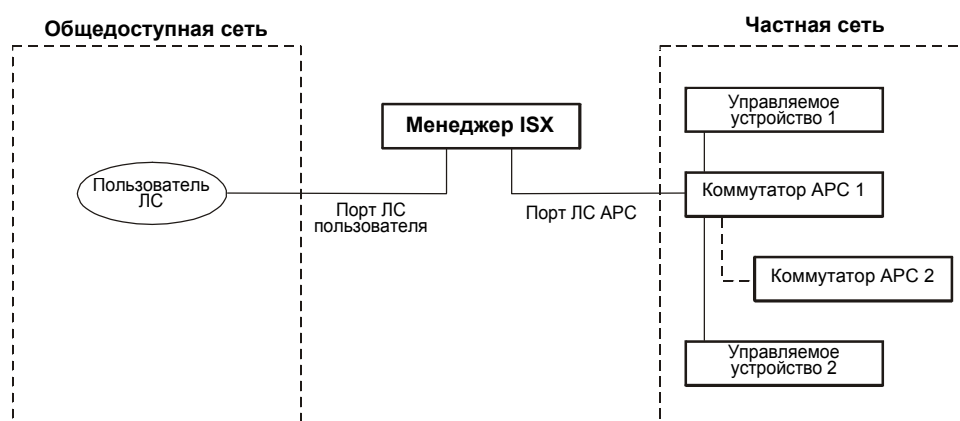 Общедоступная сеть
Частная сеть
Управляемое
устройство 1
Менеджер ISX
Пользователь
ЛС
Коммутатор APC 1
Порт ЛС
пользователя
Порт ЛС APC
Коммутатор APC 2
Управляемое
устройство 2